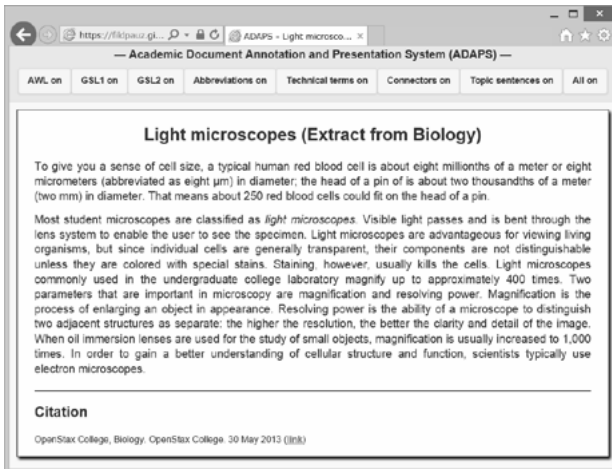 https://fildpauz.gi...
ADAPS - Light microsco... ×
— Academic Document Annotation and Presentation System (ADAPS) —
AWL on GSL1 on GSL2 on Abbreviations on Technical terms on Connectors on Topic sentences on All on
Light microscopes (Extract from Biology)
To give you a sense of cell size, a typical human red blood cell is about eight millionths of a meter or eight
micrometers (abbreviated as eight μm) in diameter; the head of a pin of is about two thousandths of a meter
(two mm) in diameter. That means about 250 red blood cells could fit on the head of a pin.
Most student microscopes are classified as light microscopes. Visible light passes and is bent through the
lens system to enable the user to see the specimen. Light microscopes are advantageous for viewing living
organisms, but since individual cells are generally transparent, their components are not distinguishable
unless they are colored with special stains. Staining, however, usually kills the cells. Light microscopes
commonly used in the undergraduate college laboratory magnify up to approximately 400 times. Two
parameters that are important in microscopy are magnification and resolving power. Magnification is the
process of enlarging an object in appearance. Resolving power is the ability of a microscope to distinguish
two adjacent structures as separate: the higher the resolution, the better the clarity and detail of the image.
When oil immersion lenses are used for the study of small objects, magnification is usually increased to 1,000
times. In order to gain a better understanding of cellular structure and function, scientists typically use
electron microscopes.
Citation
OpenStax College, Biology. OpenStax College. 30 May 2013 (link)